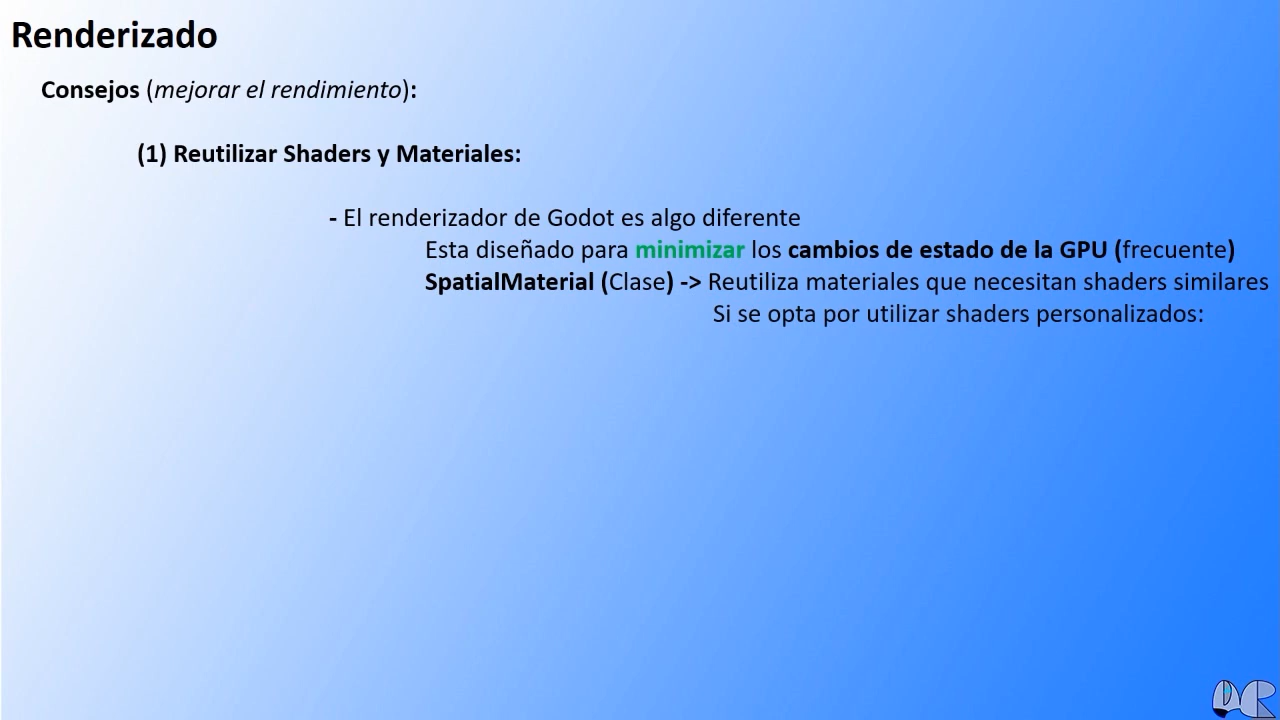 Renderizado
Consejos (mejorar el rendimiento):
(1) Reutilizar Shaders y Materiales:
- El renderizador de Godot es algo diferente
Esta diseñado para minimizar los cambios de estado de la GPU (frecuente)
SpatialMaterial (Clase) -> Reutiliza materiales que necesitan shaders similares
Si se opta por utilizar shaders personalizados: